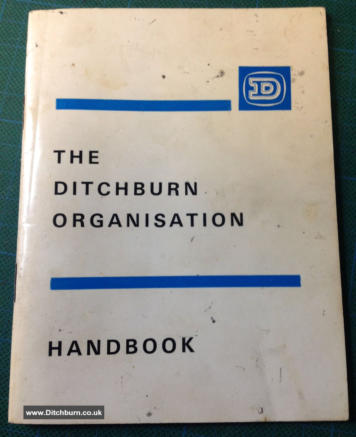 D
THE
DITCHBURN
ORGANISATION
HANDBOOK
www.Ditchburn.co.uk